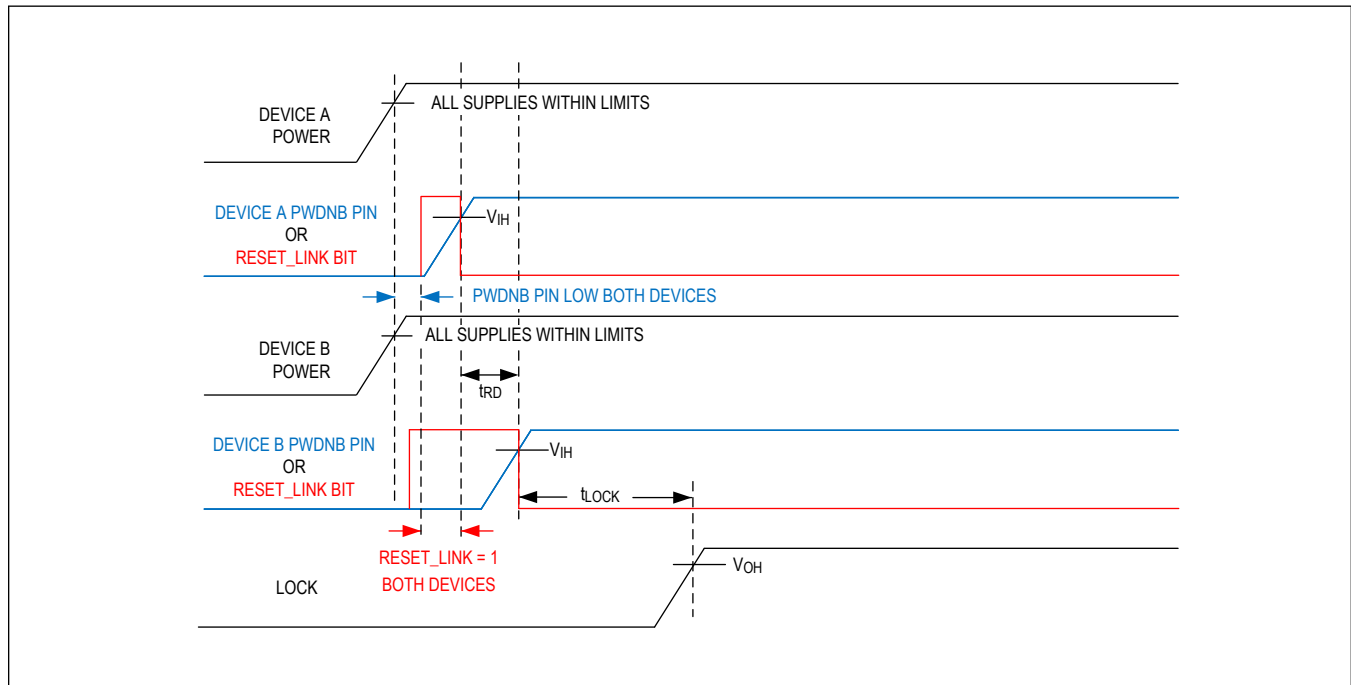 ALL SUPPLIES WITHIN LIMITS
DEVICE A
POWER
DEVICE A PWDNB PIN
OR
RESET_LINK BIT
VIH
PWDNB PIN LOW BOTH DEVICES
ALL SUPPLIES WITHIN LIMITS
DEVICE B
POWER
tRD
DEVICE B PWDNB PIN
OR
RESET_LINK BIT
VIH
tLOCK
RESET_LINK = 1
BOTH DEVICES
LOCK
VOH